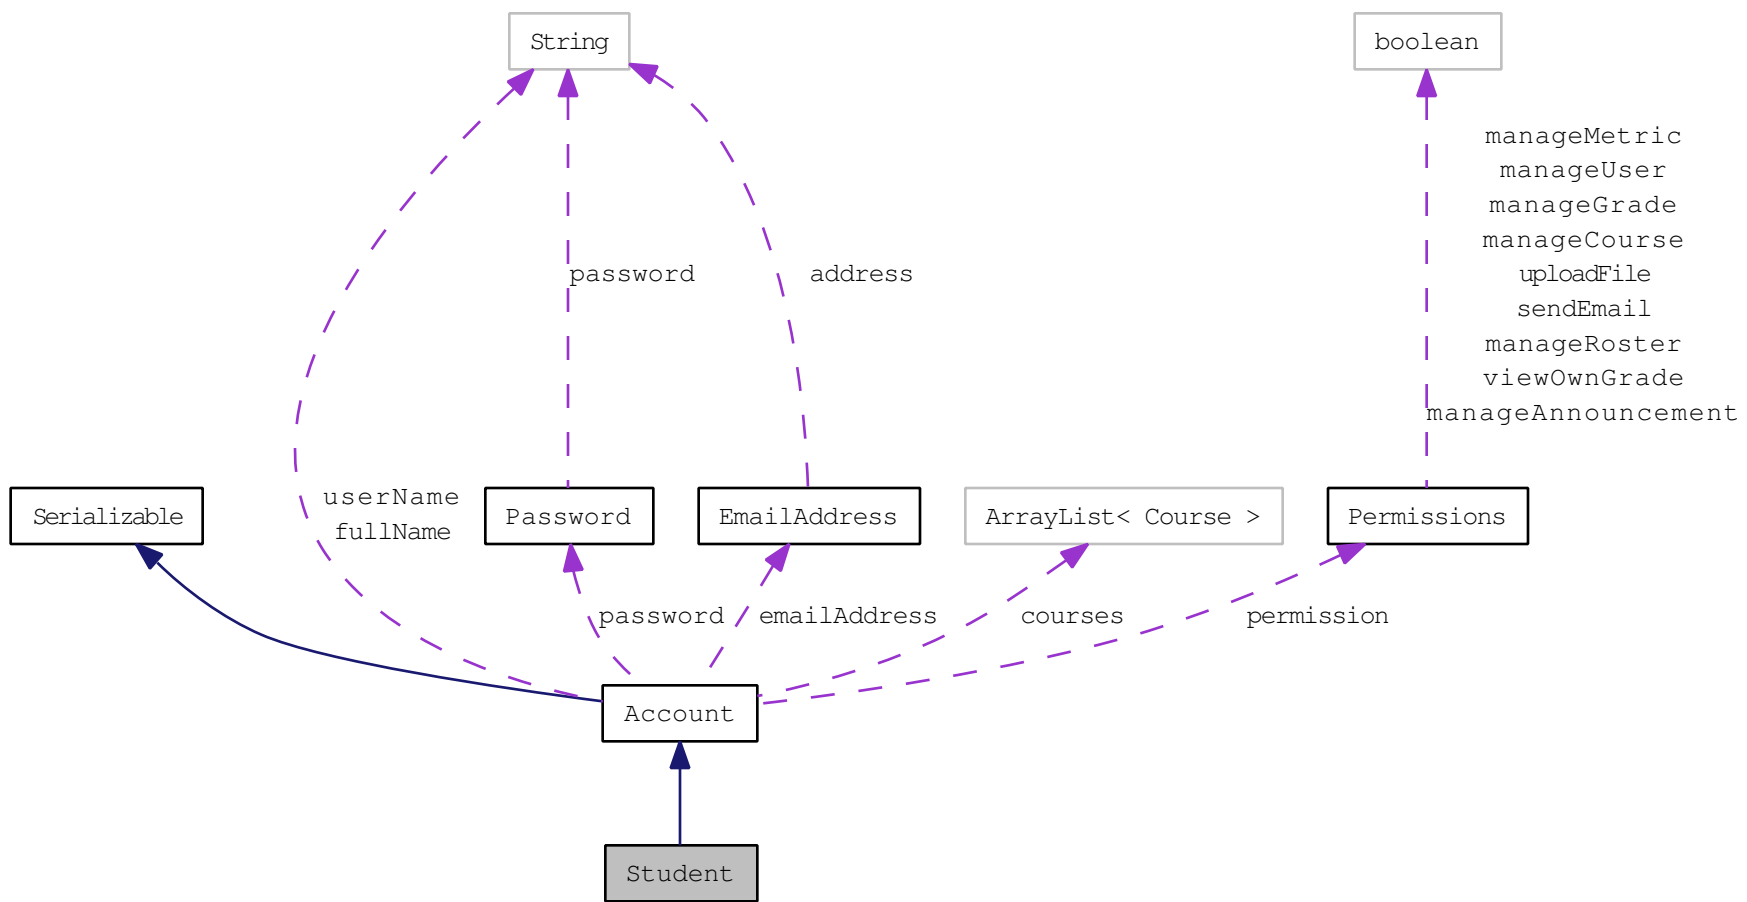 String
boolean
manageMetric
manageUser
manageGrade
manageCourse
uploadFile
sendEmail
manageRoster
viewOwnGrade
manageAnnouncement
password
address
Serializable
userName
fullName
Password
EmailAddress
ArrayList< Course >
Permissions
password
emailAddress
courses
permission
Account
Student